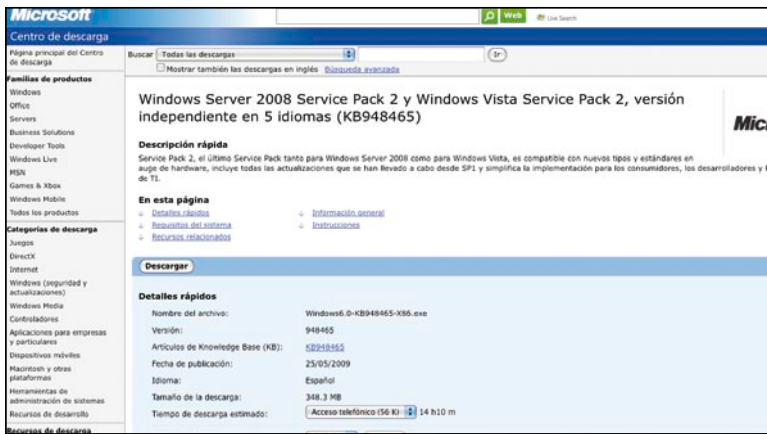 Microsoft
Web
Live Search
Centro de descarga
Página principal del Centro
de descarga
Familias de productos
Windows
Office
Servers
Business Solutions
Developer Tools
Windows Live
MSN
Games & Xbox
Windows Mobile
Todos los productos
Categorías de descarga
Juegos
DirectX
Internet
Windows (seguridad y
actualizaciones)
Windows Media
Controladores
Aplicaciones para empresas
y particulares
Dispositivos móviles
Macintosh y otras
plataformas
Herramientas de
administración de sistemas
Recursos de desarrollo
Recursos de descarga
Buscar Todas las descargas Ir
Mostrar también las descargas en inglés Búsqueda avanzada
Windows Server 2008 Service Pack 2 y Windows Vista Service Pack 2, versión
independiente en 5 idiomas (KB948465)
Descripción rápida
Service Pack 2, el último Service Pack tanto para Windows Server 2008 como para Windows Vista, es compatible con nuevos tipos y estándares en
auge de hardware, incluye todas las actualizaciones que se han llevado a cabo desde SP1 y simplifica la implementación para los consumidores, los desarrolladores y
de TI.
En esta página
Detalles rápidos
Requisitos del sistema
Recursos relacionados
Información general
Instrucciones
Descargar
Detalles rápidos
Nombre del archivo: Windows6.0-KB948465-X86.exe
Versión: 948465
Artículos de Knowledge Base (KB): KB948465
Fecha de publicación: 25/05/2009
Idioma: Español
Tamaño de la descarga: 348.3 MB
Tiempo de descarga estimado: Acceso telefónico (56 K) 14 h10 m